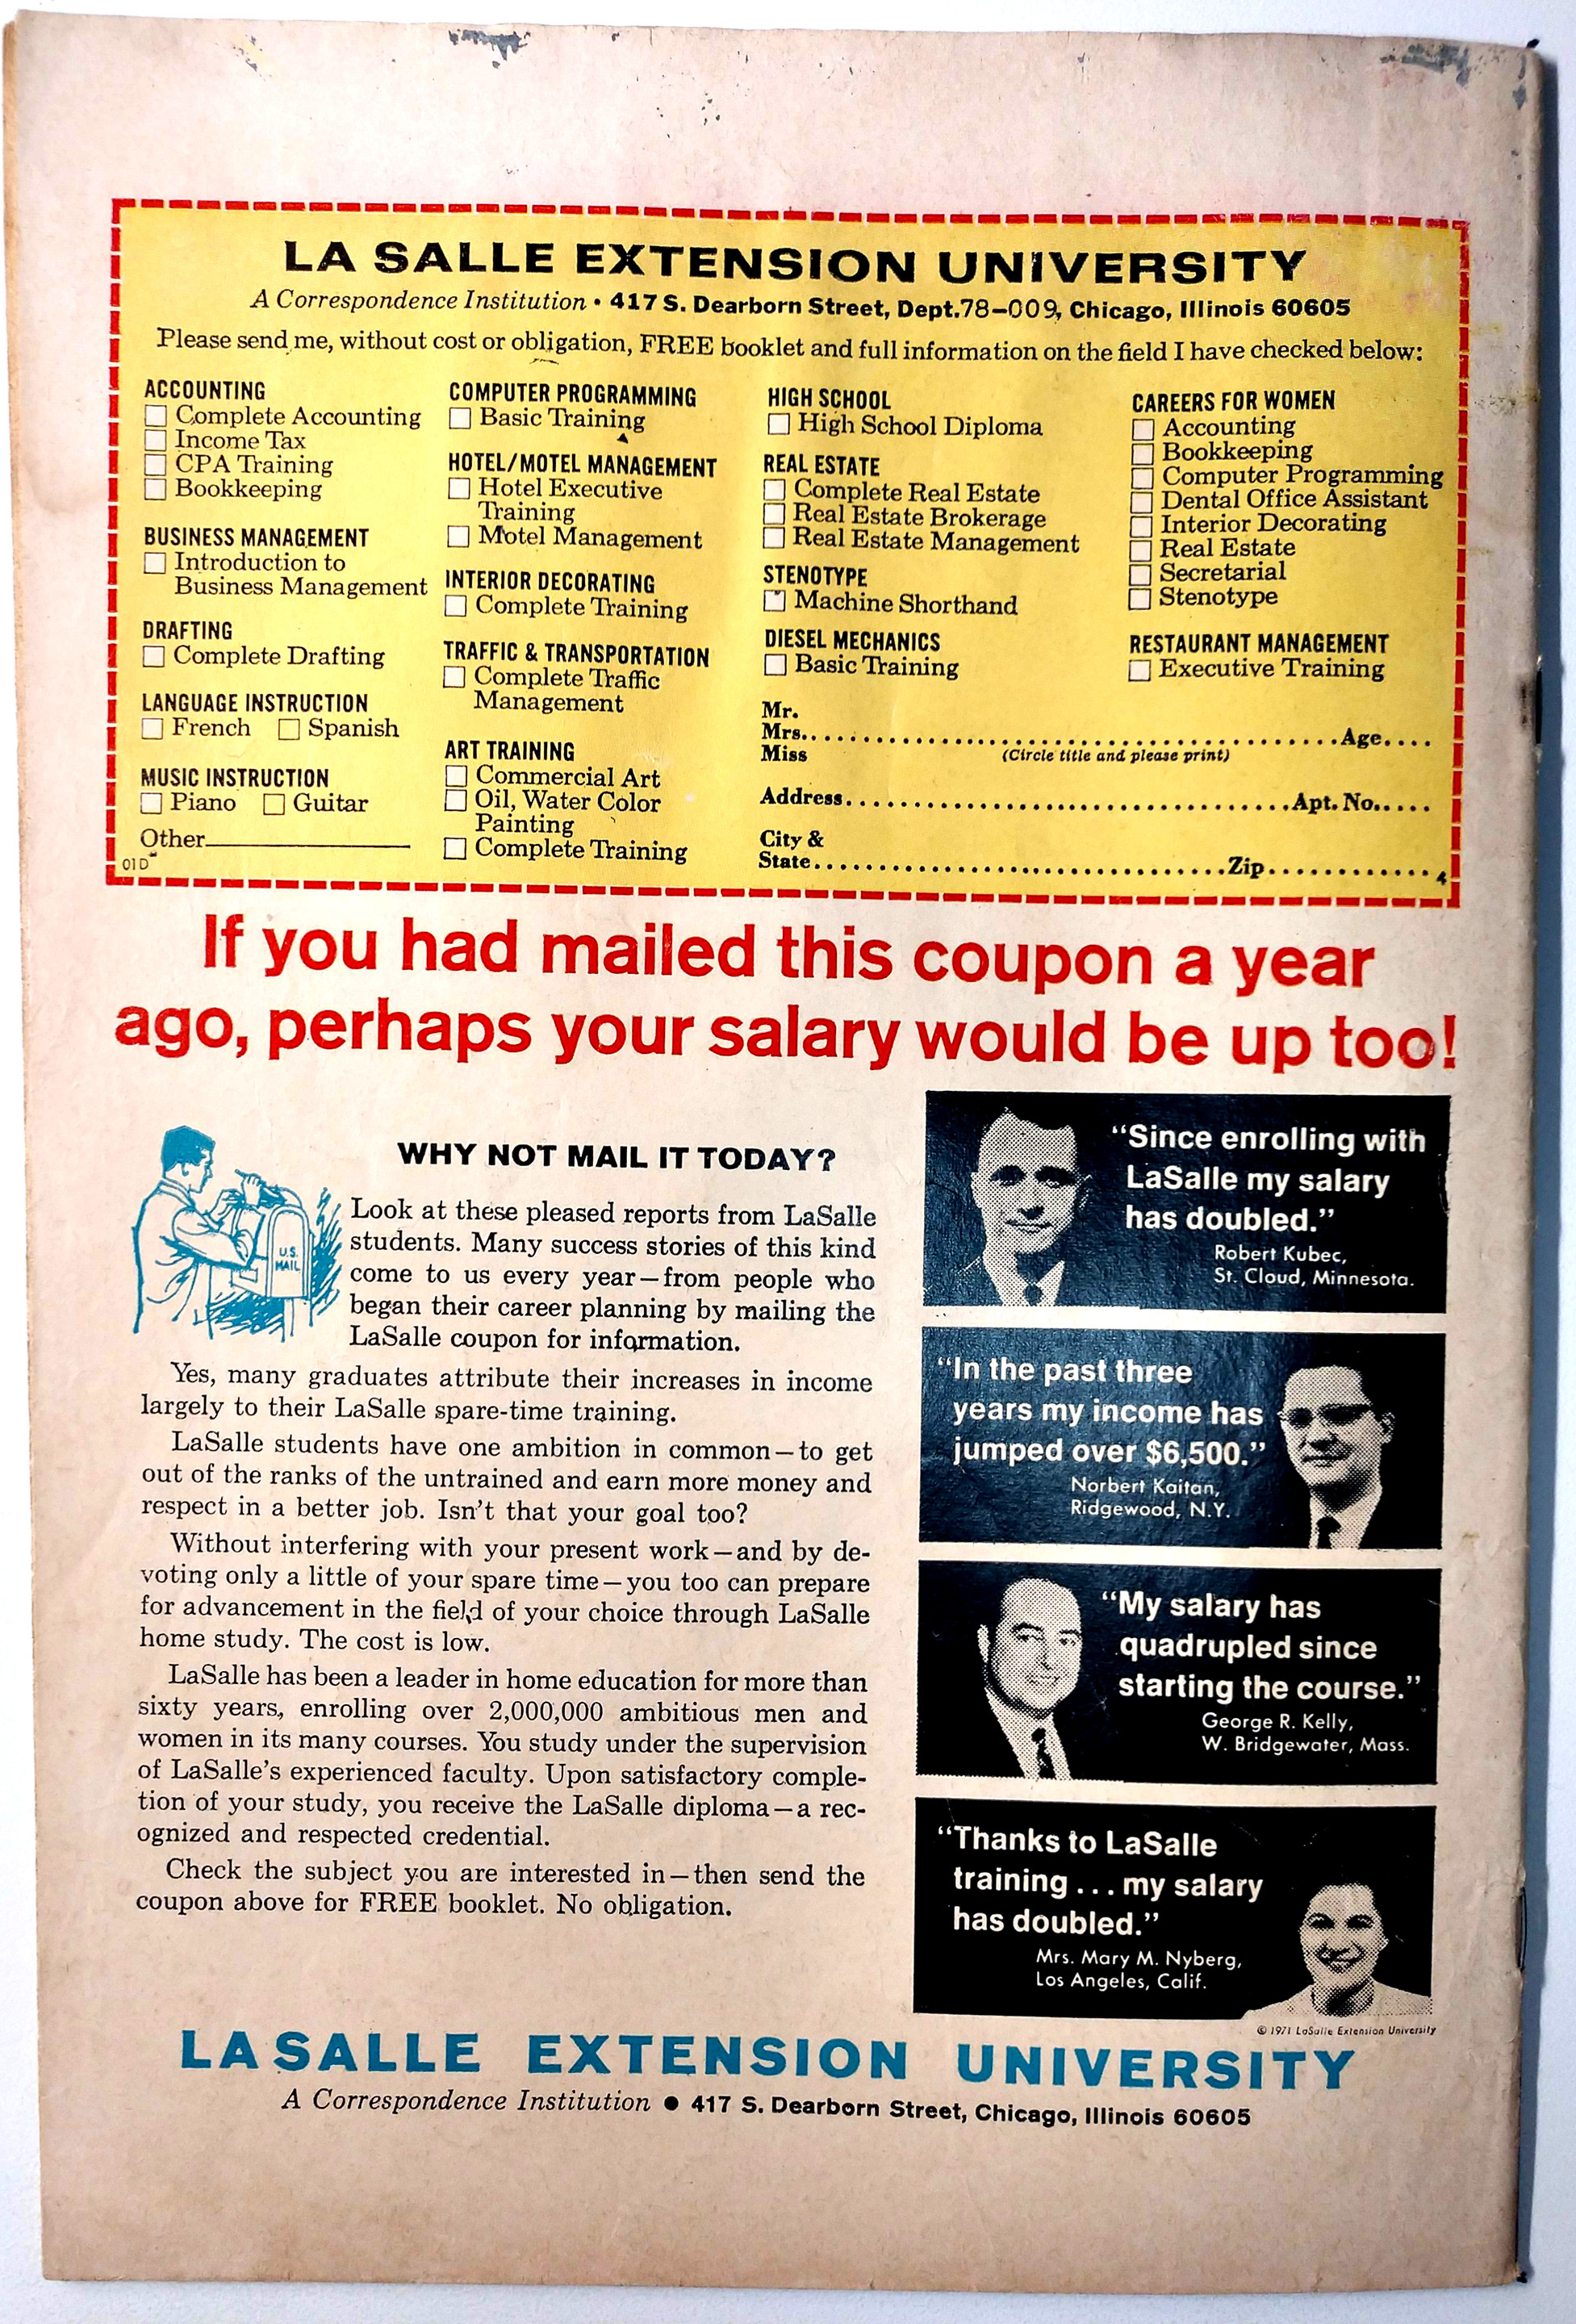 LA SALLE EXTENSION UNIVERSITY
A Correspondence Institution • 417 S. Dearborn Street, Dept.78-009, Chicago, Illinois 60605
Please send me, without cost or obligation, FREE booklet and full information on the field I have checked below:
ACCOUNTING
Complete Accounting
Income Tax
CPA Training
Bookkeeping
BUSINESS MANAGEMENT
Introduction to
Business Management
DRAFTING
Complete Drafting
LANGUAGE INSTRUCTION
French Spanish
MUSIC INSTRUCTION
Piano Guitar
Other
01D
COMPUTER PROGRAMMING
Basic Training
HOTEL/MOTEL MANAGEMENT
Hotel Executive
Training
Motel Management
INTERIOR DECORATING
Complete Training
TRAFFIC & TRANSPORTATION
Complete Traffic
Management
ART TRAINING
Commercial Art
Oil, Water Color
Painting
Complete Training
HIGH SCHOOL
High School Diploma
REAL ESTATE
Complete Real Estate
Real Estate Brokerage
Real Estate Management
STENOTYPE
Machine Shorthand
DIESEL MECHANICS
Basic Training
CAREERS FOR WOMEN
Accounting
Bookkeeping
Computer Programming
Dental Office Assistant
Interior Decorating
Real Estate
Secretarial
Stenotype
RESTAURANT MANAGEMENT
Executive Training
Mr.
Mrs. Age
Miss (Circle title and please print)
Address Apt. No.
City &
State Zip 4
If you had mailed this coupon a year
ago, perhaps your salary would be up too!
WHY NOT MAIL IT TODAY?
U.S.
MAIL
Look at these pleased reports from LaSalle
students. Many success stories of this kind
come to us every year—from people who
began their career planning by mailing the
LaSalle coupon for information.
Yes, many graduates attribute their increases in income
largely to their LaSalle spare-time training.
LaSalle students have one ambition in common—to get
out of the ranks of the untrained and earn more money and
respect in a better job. Isn't that your goal too?
Without interfering with your present work—and by de-
voting only a little of your spare time—you too can prepare
for advancement in the field of your choice through LaSalle
home study. The cost is low.
LaSalle has been a leader in home education for more than
sixty years, enrolling over 2,000,000 ambitious men and
women in its many courses. You study under the supervision
of LaSalle's experienced faculty. Upon satisfactory comple-
tion of your study, you receive the LaSalle diploma—a rec-
ognized and respected credential.
Check the subject you are interested in—then send the
coupon above for FREE booklet. No obligation.
"Since enrolling with
LaSalle my salary
has doubled."
Robert Kubec,
St. Cloud, Minnesota.
"In the past three
years my income has
jumped over $6,500."
Norbert Kaitan,
Ridgewood, N.Y.
"My salary has
quadrupled since
starting the course."
George R. Kelly,
W. Bridgewater, Mass.
"Thanks to LaSalle
training . . . my salary
has doubled."
Mrs. Mary M. Nyberg,
Los Angeles, Calif.
© 1971 LaSalle Extension University
LA SALLE EXTENSION UNIVERSITY
A Correspondence Institution • 417 S. Dearborn Street, Chicago, Illinois 60605